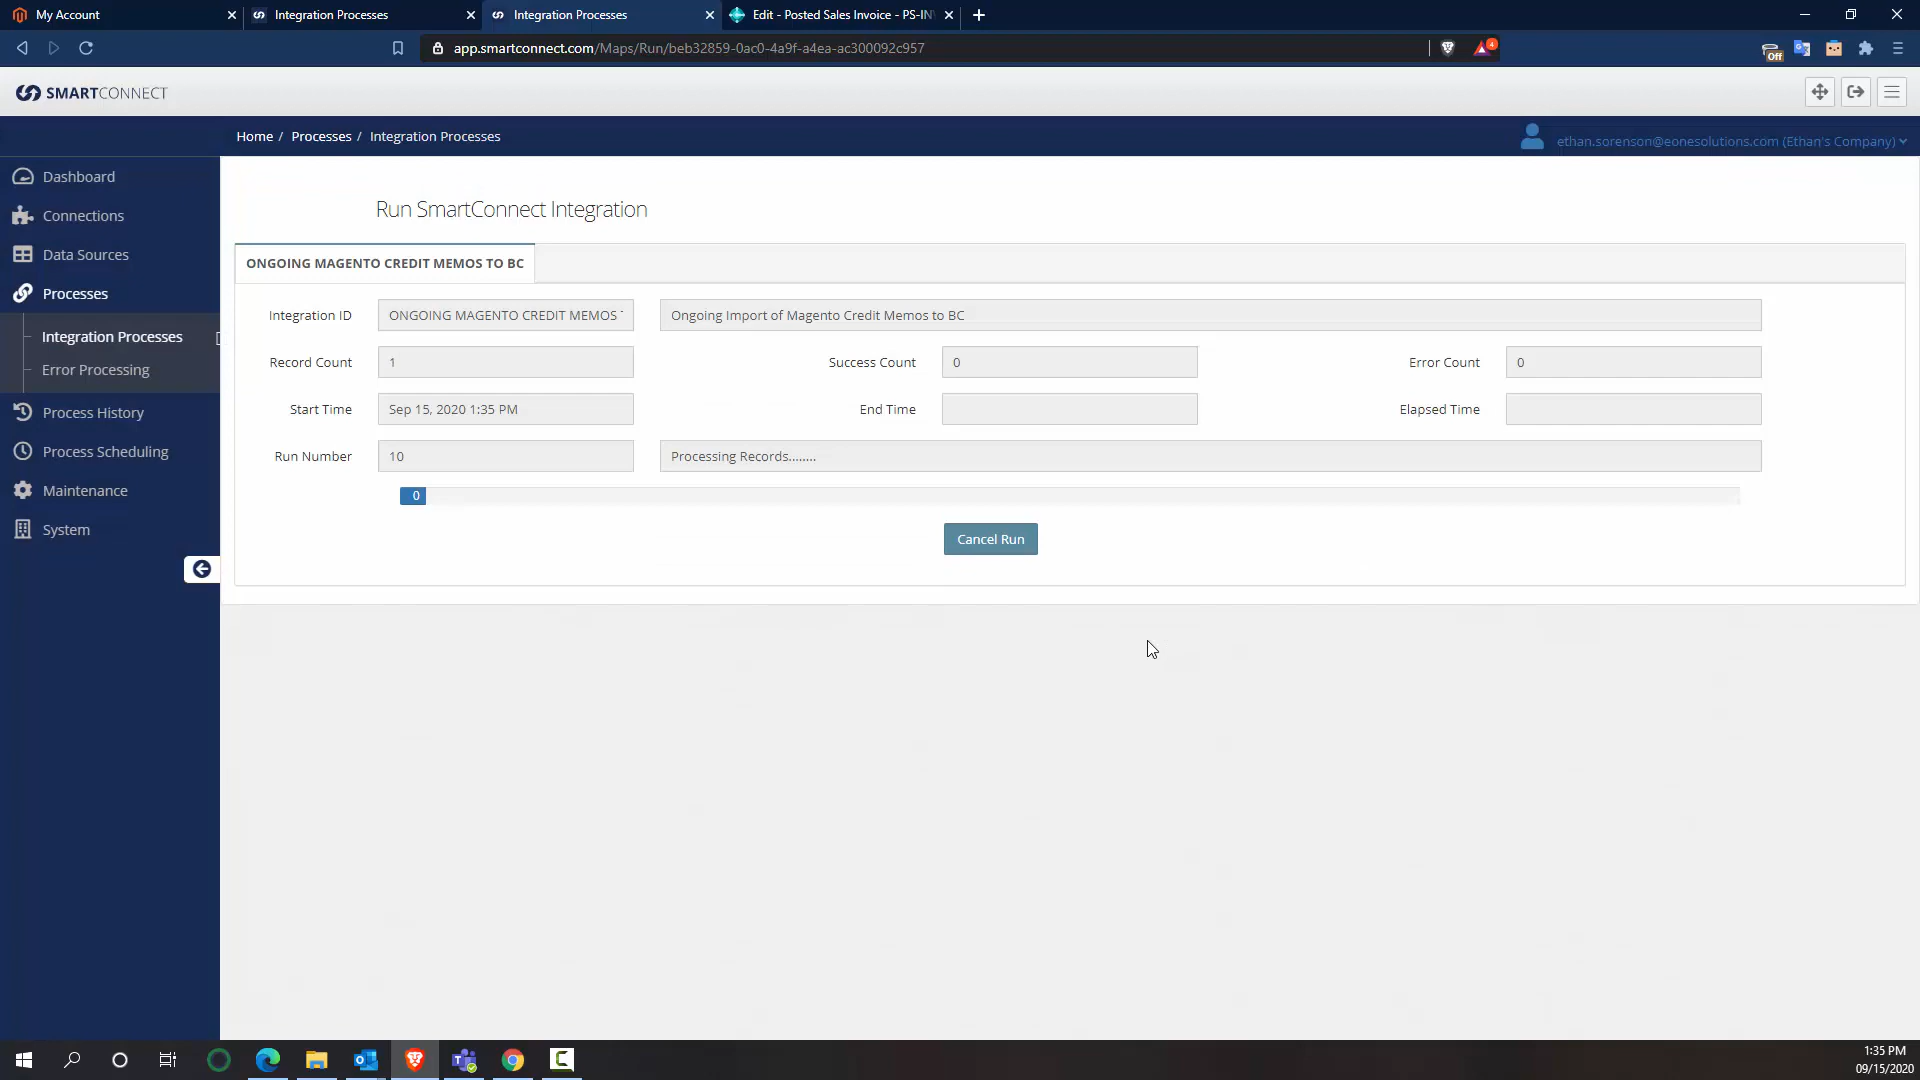 My Account
Integration Processes
Integration Processes
Edit - Posted Sales Invoice - PS-IN
app.smartconnect.com/Maps/Run/beb32859-0ac0-4a9f-a4ea-ac300092c957
4
Off
SMARTCONNECT
Home / Processes / Integration Processes
ethan.sorenson@eonesolutions.com (Ethan's Company)
Dashboard
Connections
Data Sources
Processes
Integration Processes
Error Processing
Process History
Process Scheduling
Maintenance
System
Run SmartConnect Integration
ONGOING MAGENTO CREDIT MEMOS TO BC
Integration ID ONGOING MAGENTO CREDIT MEMOS Ongoing Import of Magento Credit Memos to BC
Record Count 1 Success Count 0 Error Count 0
Start Time Sep 15, 2020 1:35 PM End Time Elapsed Time
Run Number 10 Processing Records........
0
Cancel Run
1:35 PM
09/15/2020